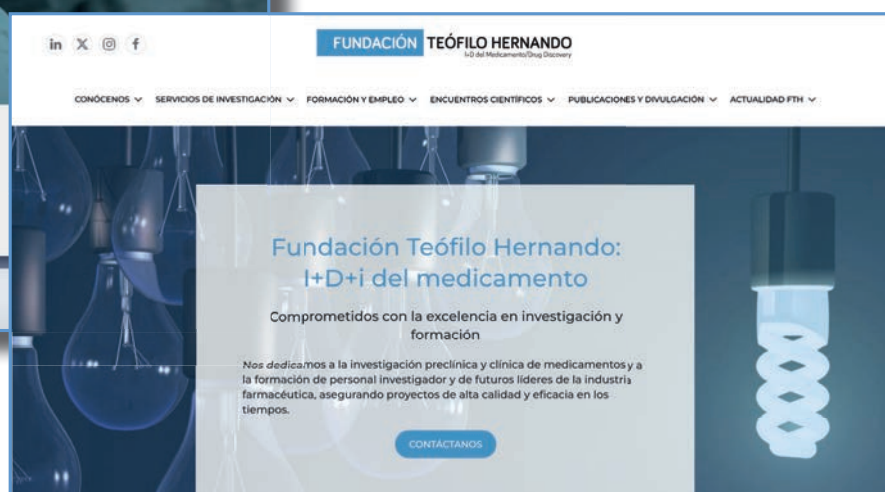 in X f
FUNDACIÓN TEÓFILO HERNANDO
I+D del Medicamento/Drug Discovery
CONÓCENOS SERVICIOS DE INVESTIGACIÓN FORMACIÓN Y EMPLEO ENCUENTROS CIENTÍFICOS PUBLICACIONES Y DIVULGACIÓN ACTUALIDAD FTH
Fundación Teófilo Hernando:
I+D+i del medicamento
Comprometidos con la excelencia en investigación y
formación
Nos dedicamos a la investigación preclínica y clínica de medicamentos y a
la formación de personal investigador y de futuros líderes de la industria
farmacéutica, asegurando proyectos de alta calidad y eficacia en los
tiempos.
CONTÁCTANOS